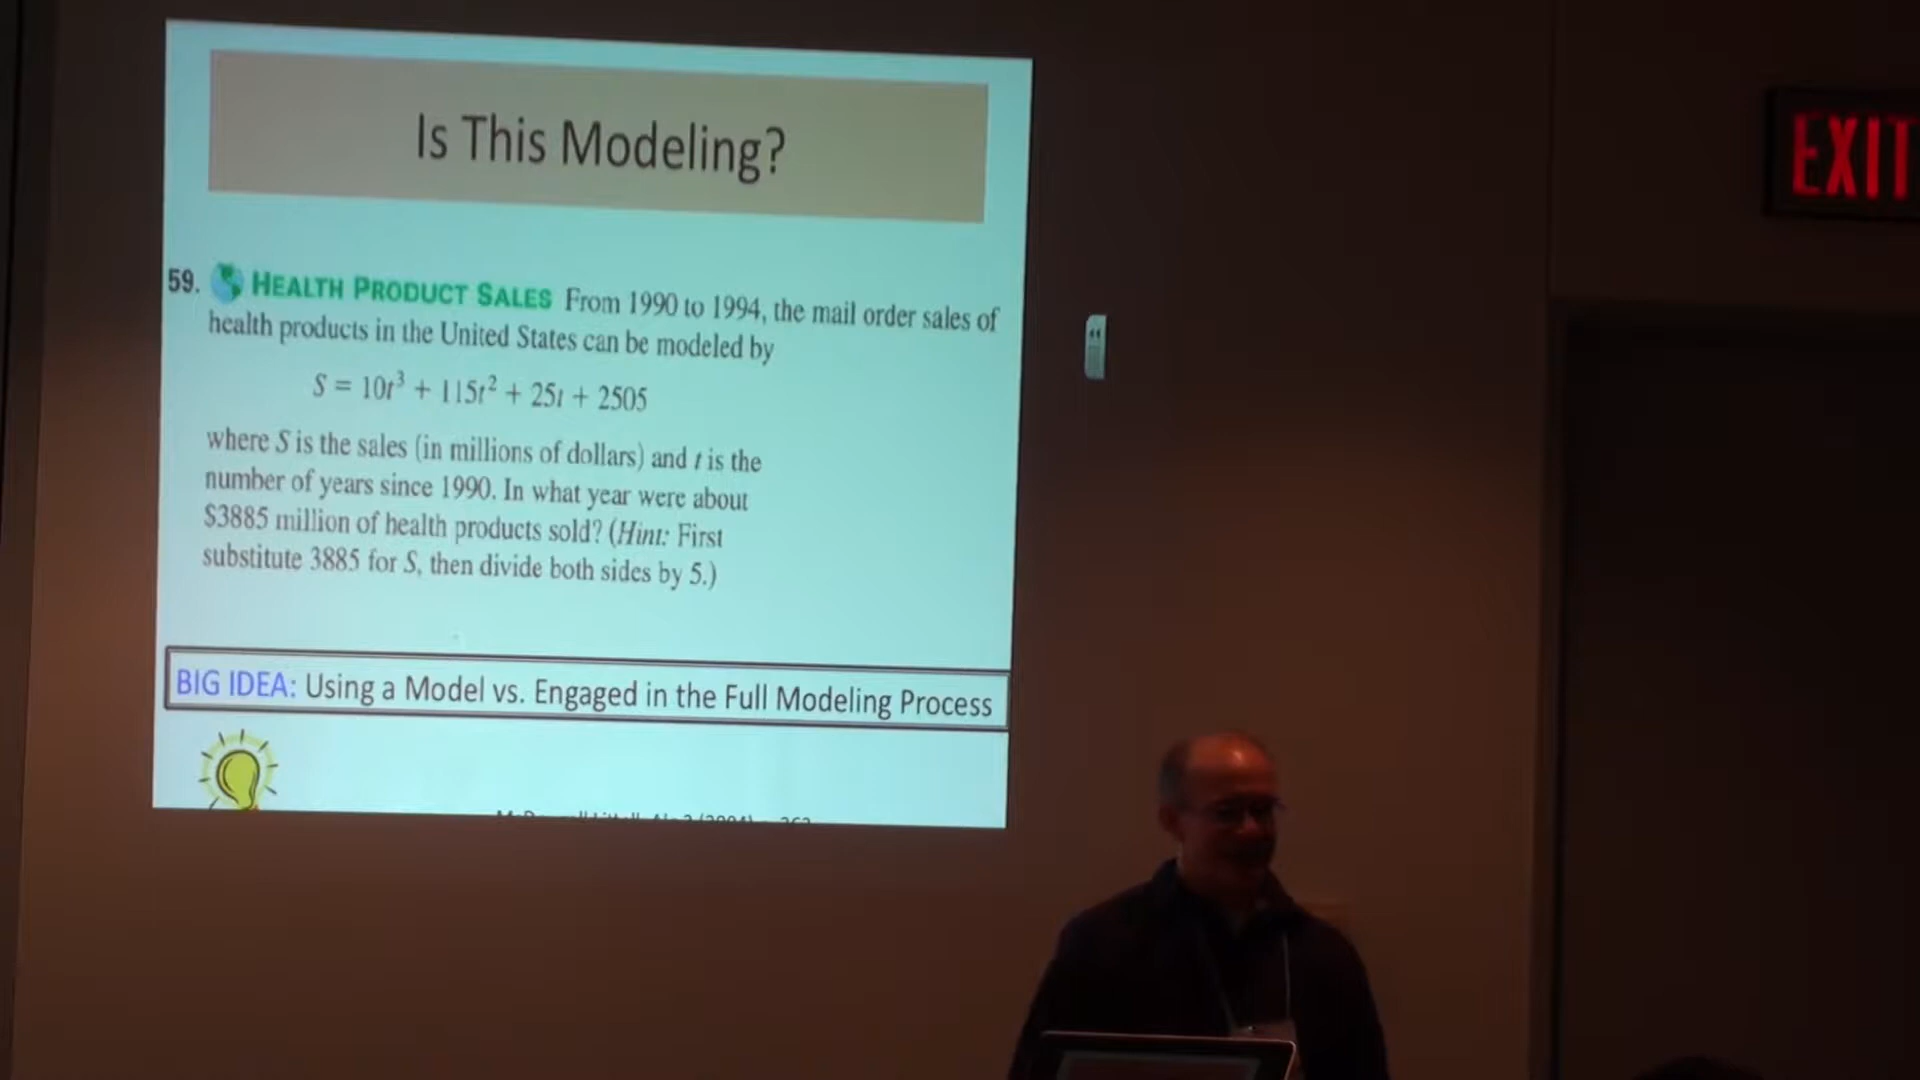 Is This Modeling?
59. HEALTH PRODUCT SALES From 1990 to 1994, the mail order sales of
health products in the United States can be modeled by
S = 10t³ + 115t² + 25t + 2505
where S is the sales (in millions of dollars) and t is the
number of years since 1990. In what year were about
$3885 million of health products sold? (Hint: First
substitute 3885 for S, then divide both sides by 5.)
BIG IDEA: Using a Model vs. Engaged in the Full Modeling Process
EXIT